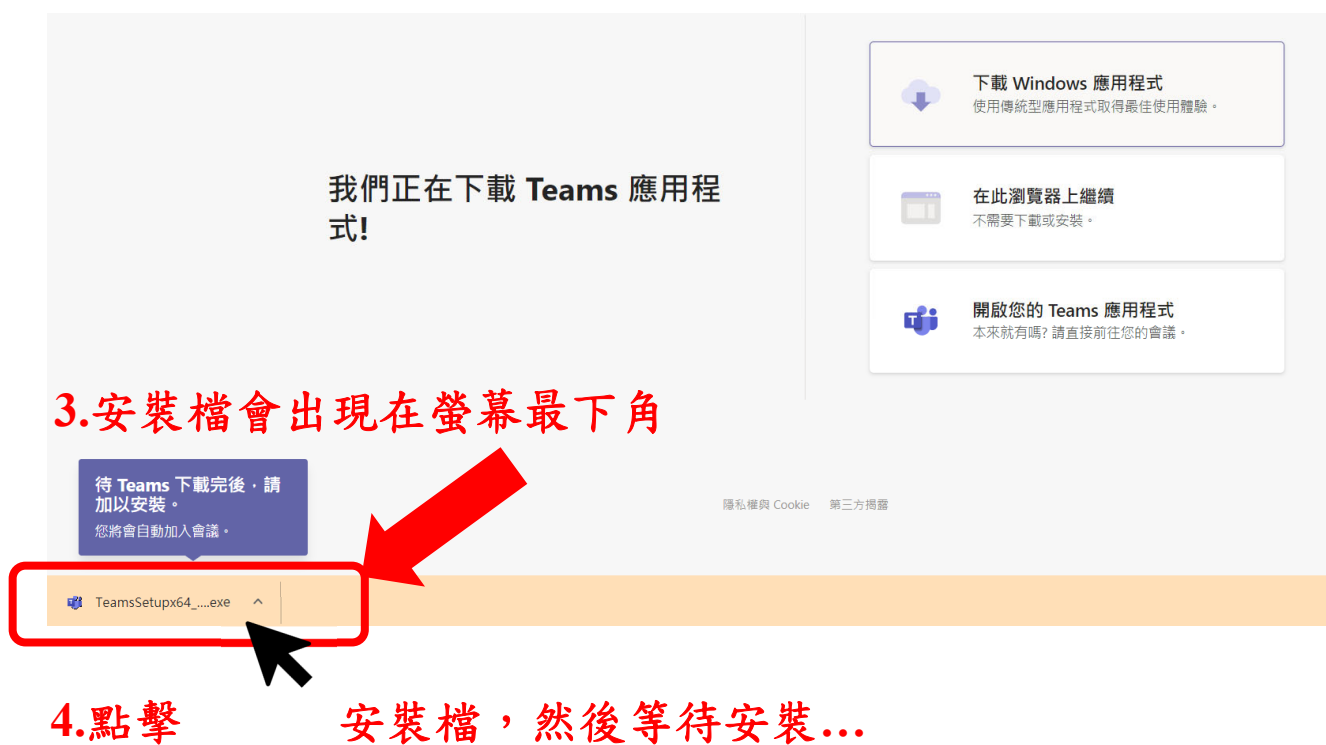 下載 Windows 應用程式
使用傳統型應用程式取得最佳使用體驗。
我們正在下載 Teams 應用程
式!
在此瀏覽器上繼續
不需要下載或安裝。
開啟您的 Teams 應用程式
本來就有嗎? 請直接前往您的會議。
3.安裝檔會出現在螢幕最下角
待 Teams 下載完後，請
加以安裝。
您將會自動加入會議。
隱私權與 Cookie 第三方揭露
TeamsSetupx64_....exe
4.點擊 安裝檔，然後等待安裝...